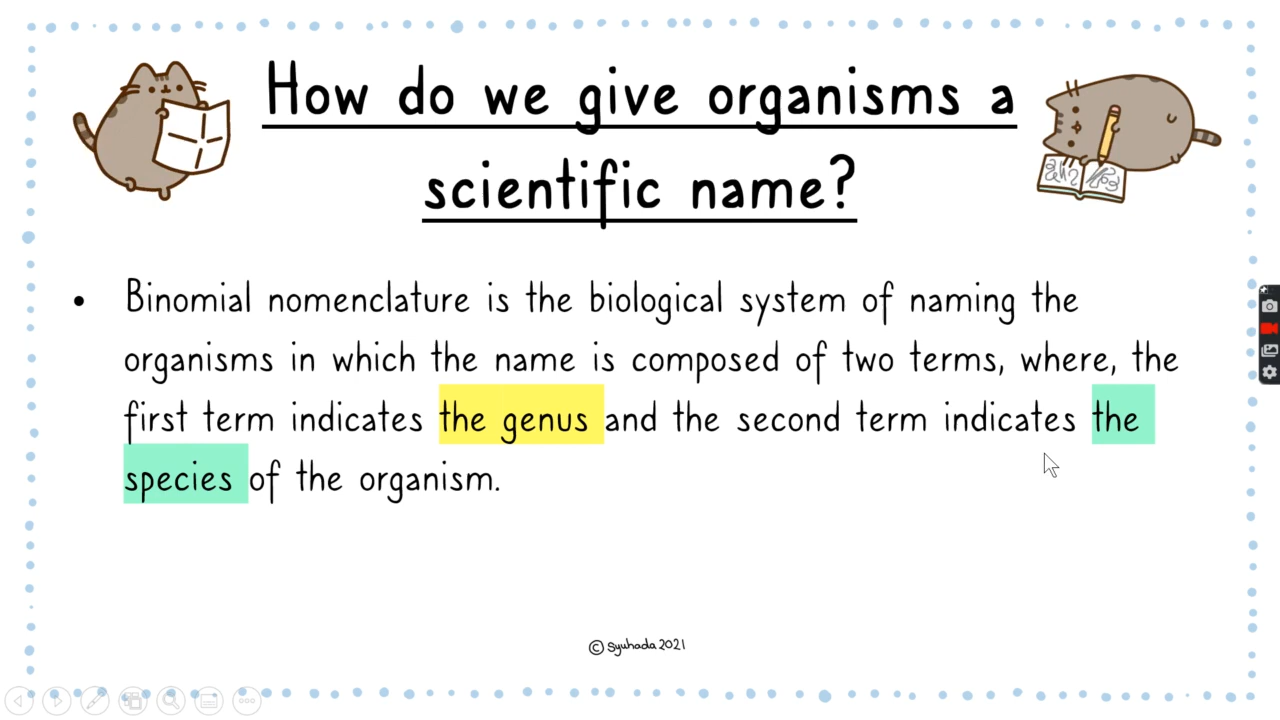 How do we give organisms a
scientific name?
• Binomial nomenclature is the biological system of naming the
organisms in which the name is composed of two terms, where, the
first term indicates the genus and the second term indicates the
species of the organism.
© Syuhada 2021